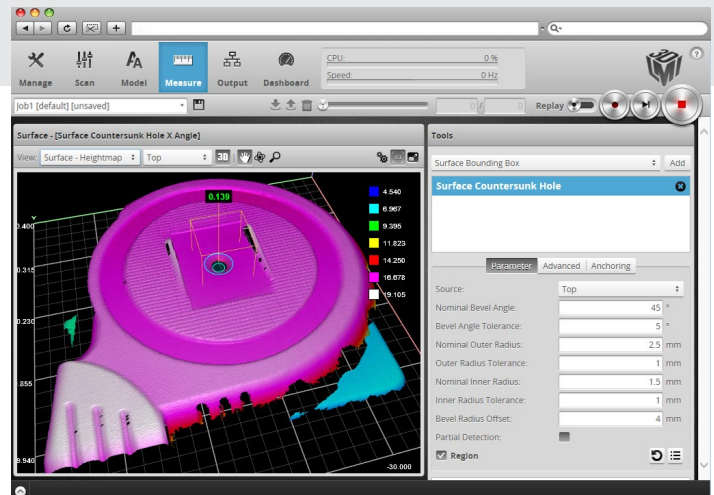 Manage
Scan
Model
Measure
Output
Dashboard
CPU: 0 %
Speed: 0 Hz
Job1 [default] [unsaved]
0 / 0
Replay
Surface - [Surface Countersunk Hole X Angle]
View: Surface - Heightmap Top 3D
0.139
Y
0.400
0.315
0.230
.855
9.940
-30.000
4.540
6.967
9.395
11.823
14.250
16.678
19.105
Tools
Surface Bounding Box Add
Surface Countersunk Hole
Parameter Advanced Anchoring
Source: Top
Nominal Bevel Angle: 45 °
Bevel Angle Tolerance: 5 °
Nominal Outer Radius: 2.5 mm
Outer Radius Tolerance: 1 mm
Nominal Inner Radius: 1.5 mm
Inner Radius Tolerance: 1 mm
Bevel Radius Offset: 4 mm
Partial Detection:
Region